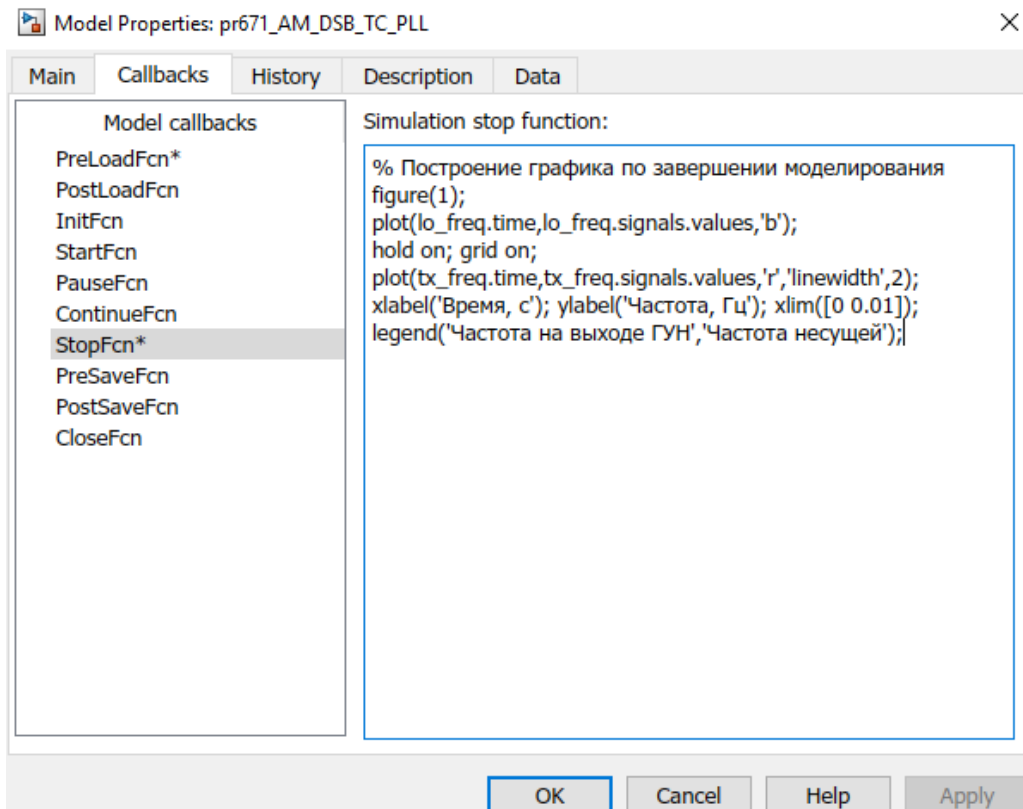 Model Properties: pr671_AM_DSB_TC_PLL
Main Callbacks History Description Data
Model callbacks
PreLoadFcn*
PostLoadFcn
InitFcn
StartFcn
PauseFcn
ContinueFcn
StopFcn*
PreSaveFcn
PostSaveFcn
CloseFcn
Simulation stop function:
% Построение графика по завершении моделирования
figure(1);
plot(lo_freq.time,lo_freq.signals.values,'b');
hold on; grid on;
plot(tx_freq.time,tx_freq.signals.values,'r','linewidth',2);
xlabel('Время, с'); ylabel('Частота, Гц'); xlim([0 0.01]);
legend('Частота на выходе ГУН','Частота несущей');
OK Cancel Help Apply